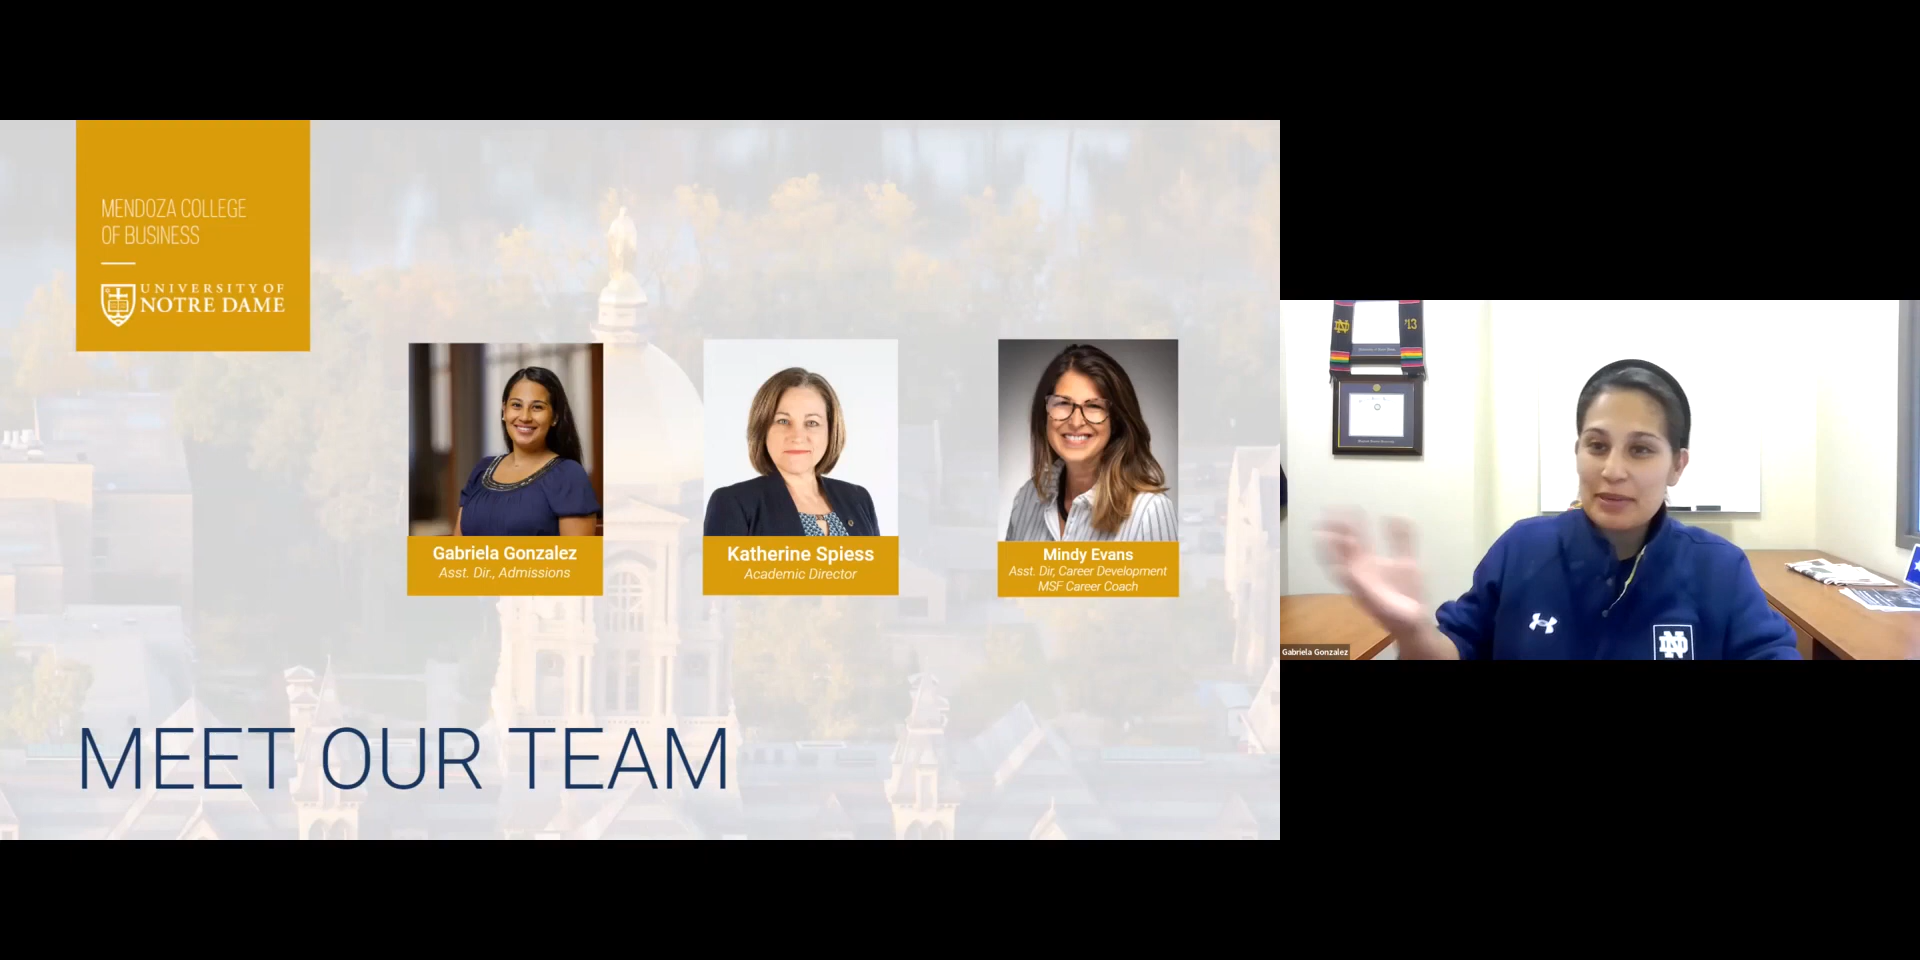 MENDOZA COLLEGE
OF BUSINESS
UNIVERSITY OF
NOTRE DAME
Gabriela Gonzalez
Asst. Dir., Admissions
Katherine Spiess
Academic Director
Mindy Evans
Asst. Dir, Career Development
MSF Career Coach
MEET OUR TEAM
'13
ND
Gabriela Gonzalez